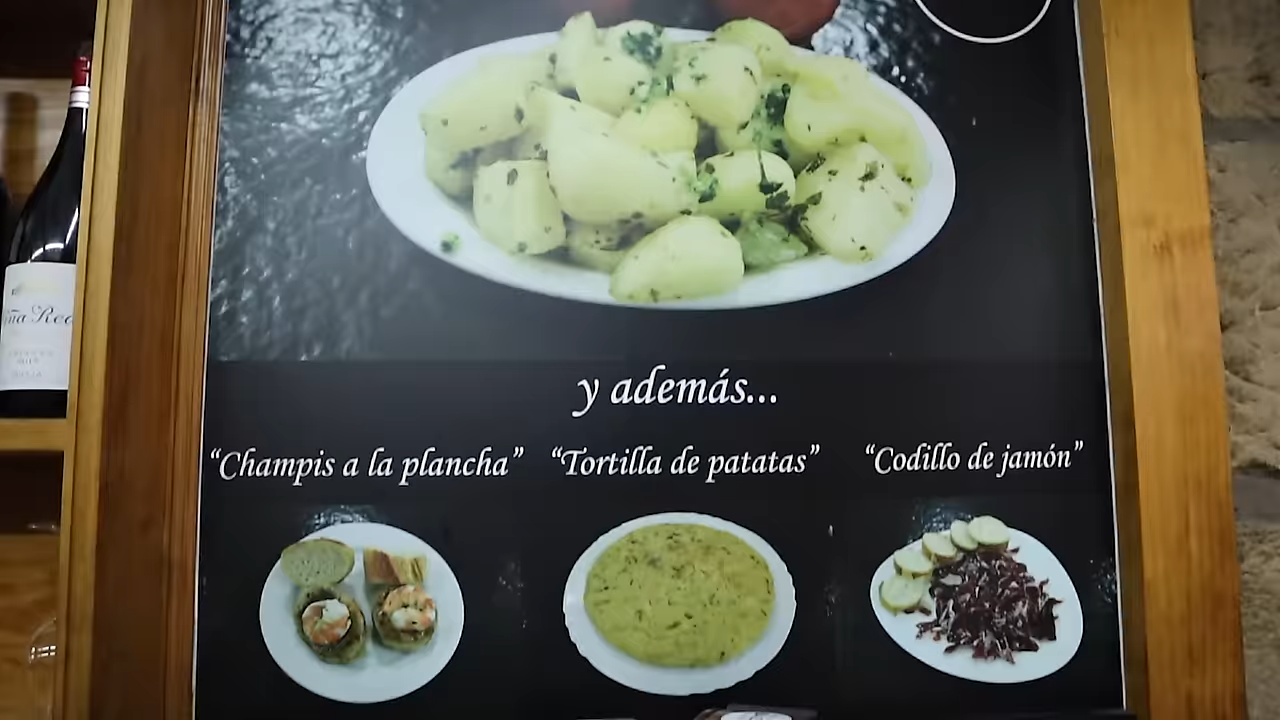 y además...
“Champis a la plancha” “Tortilla de patatas” “Codillo de jamón”